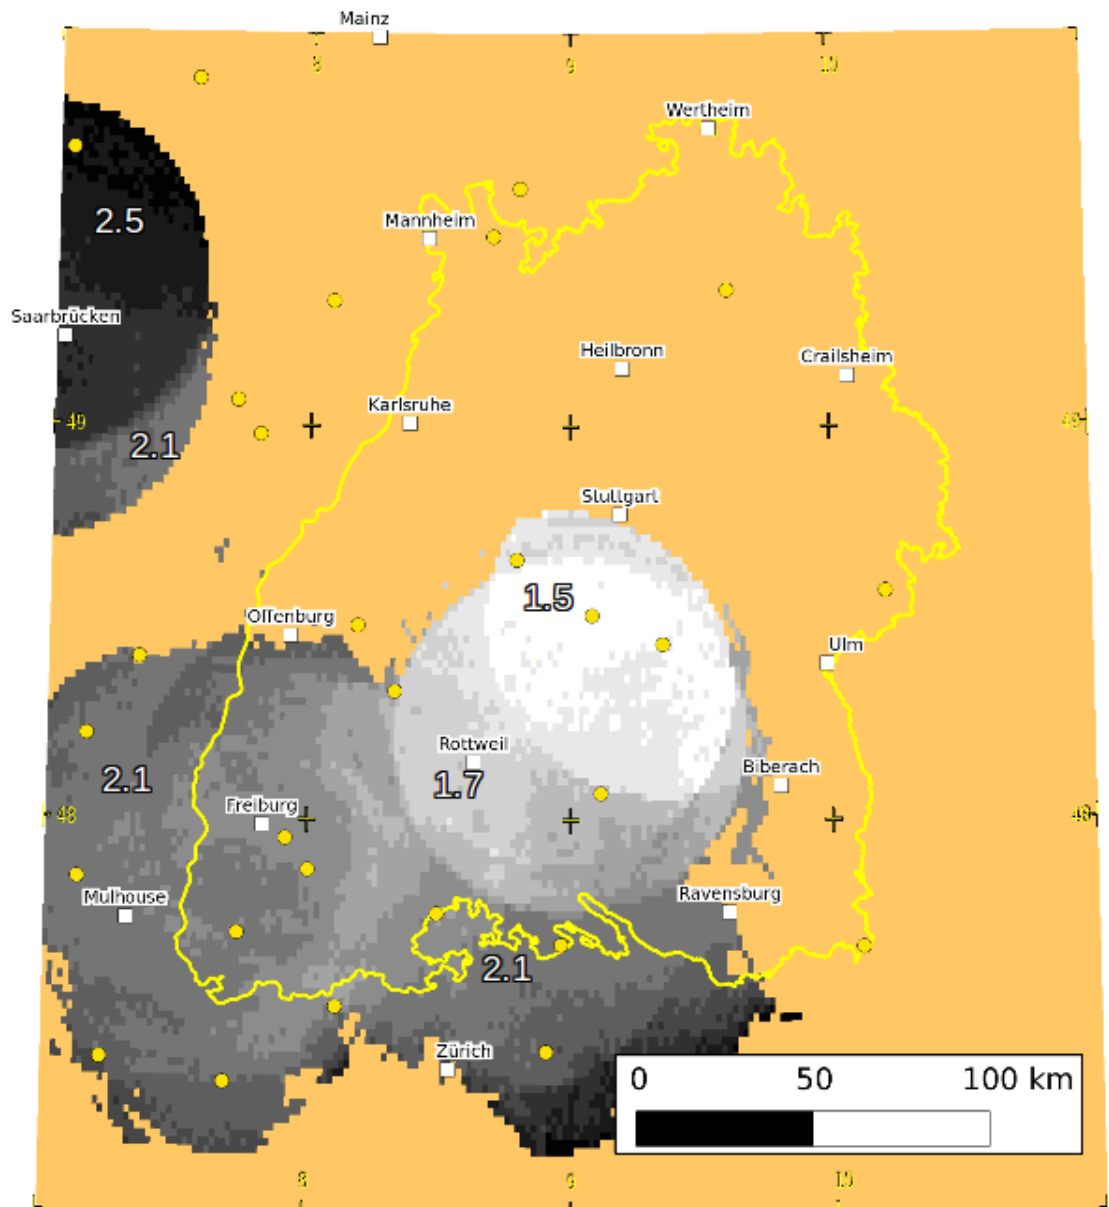 Mainz
8
9
10
Wertheim
2.5
Mannheim
Saarbrücken
Heilbronn
Crailsheim
Karlsruhe
49
49
2.1
Stuttgart
1.5
Offenburg
Ulm
Rottweil
2.1
1.7
Biberach
Freiburg
48
48
Mulhouse
Ravensburg
2.1
Zürich
0 50 100 km
8
9
10